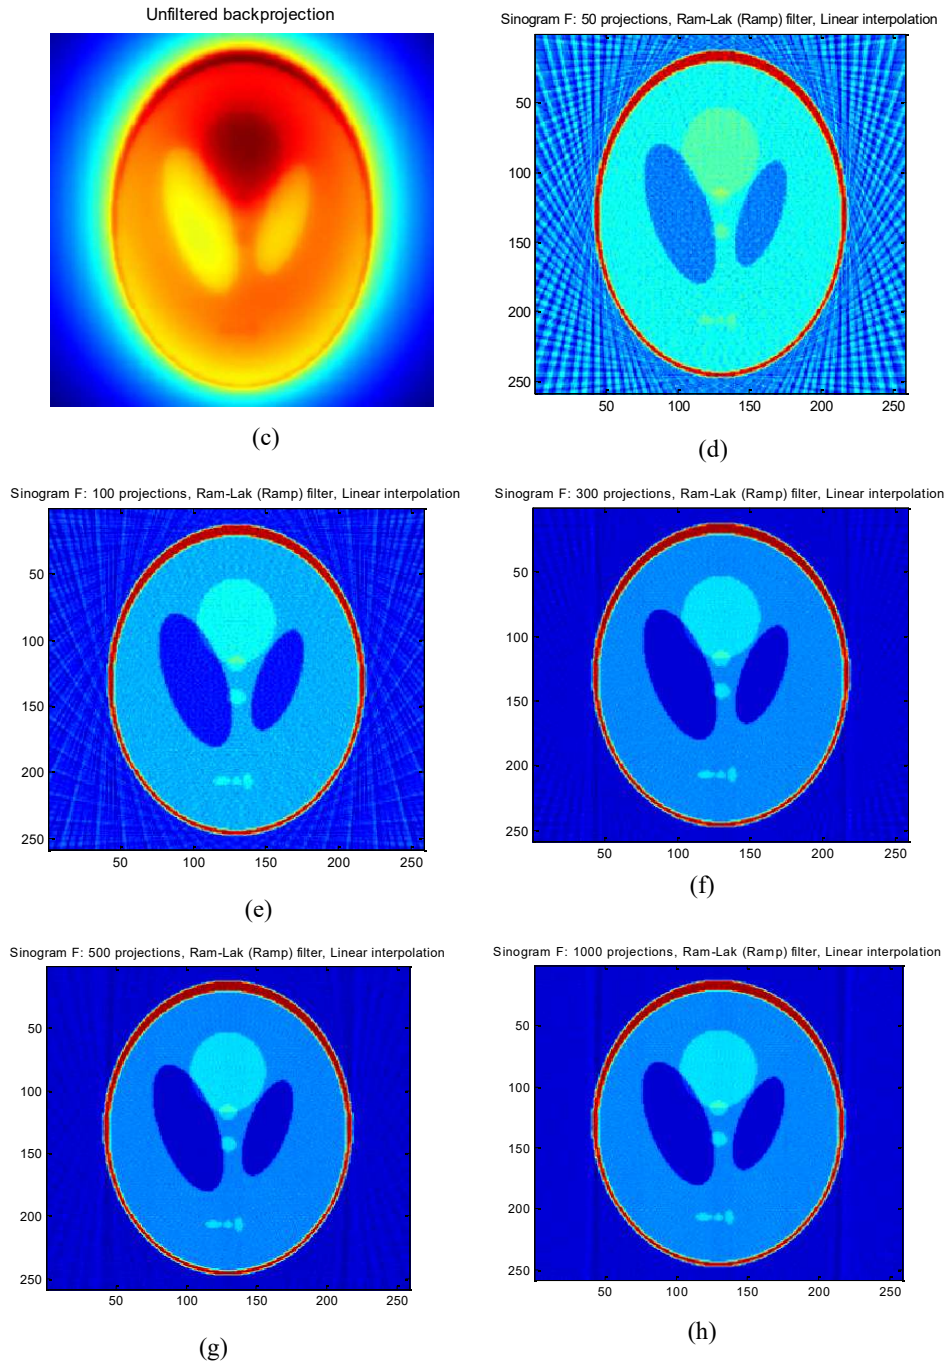 Unfiltered backprojection
(c)
Sinogram F: 50 projections, Ram-Lak (Ramp) filter, Linear interpolation
50
100
150
200
250
50 100 150 200 250
(d)
Sinogram F: 100 projections, Ram-Lak (Ramp) filter, Linear interpolation
50
100
150
200
250
50 100 150 200 250
(e)
Sinogram F: 300 projections, Ram-Lak (Ramp) filter, Linear interpolation
50
100
150
200
250
50 100 150 200 250
(f)
Sinogram F: 500 projections, Ram-Lak (Ramp) filter, Linear interpolation
50
100
150
200
250
50 100 150 200 250
(g)
Sinogram F: 1000 projections, Ram-Lak (Ramp) filter, Linear interpolation
50
100
150
200
250
50 100 150 200 250
(h)